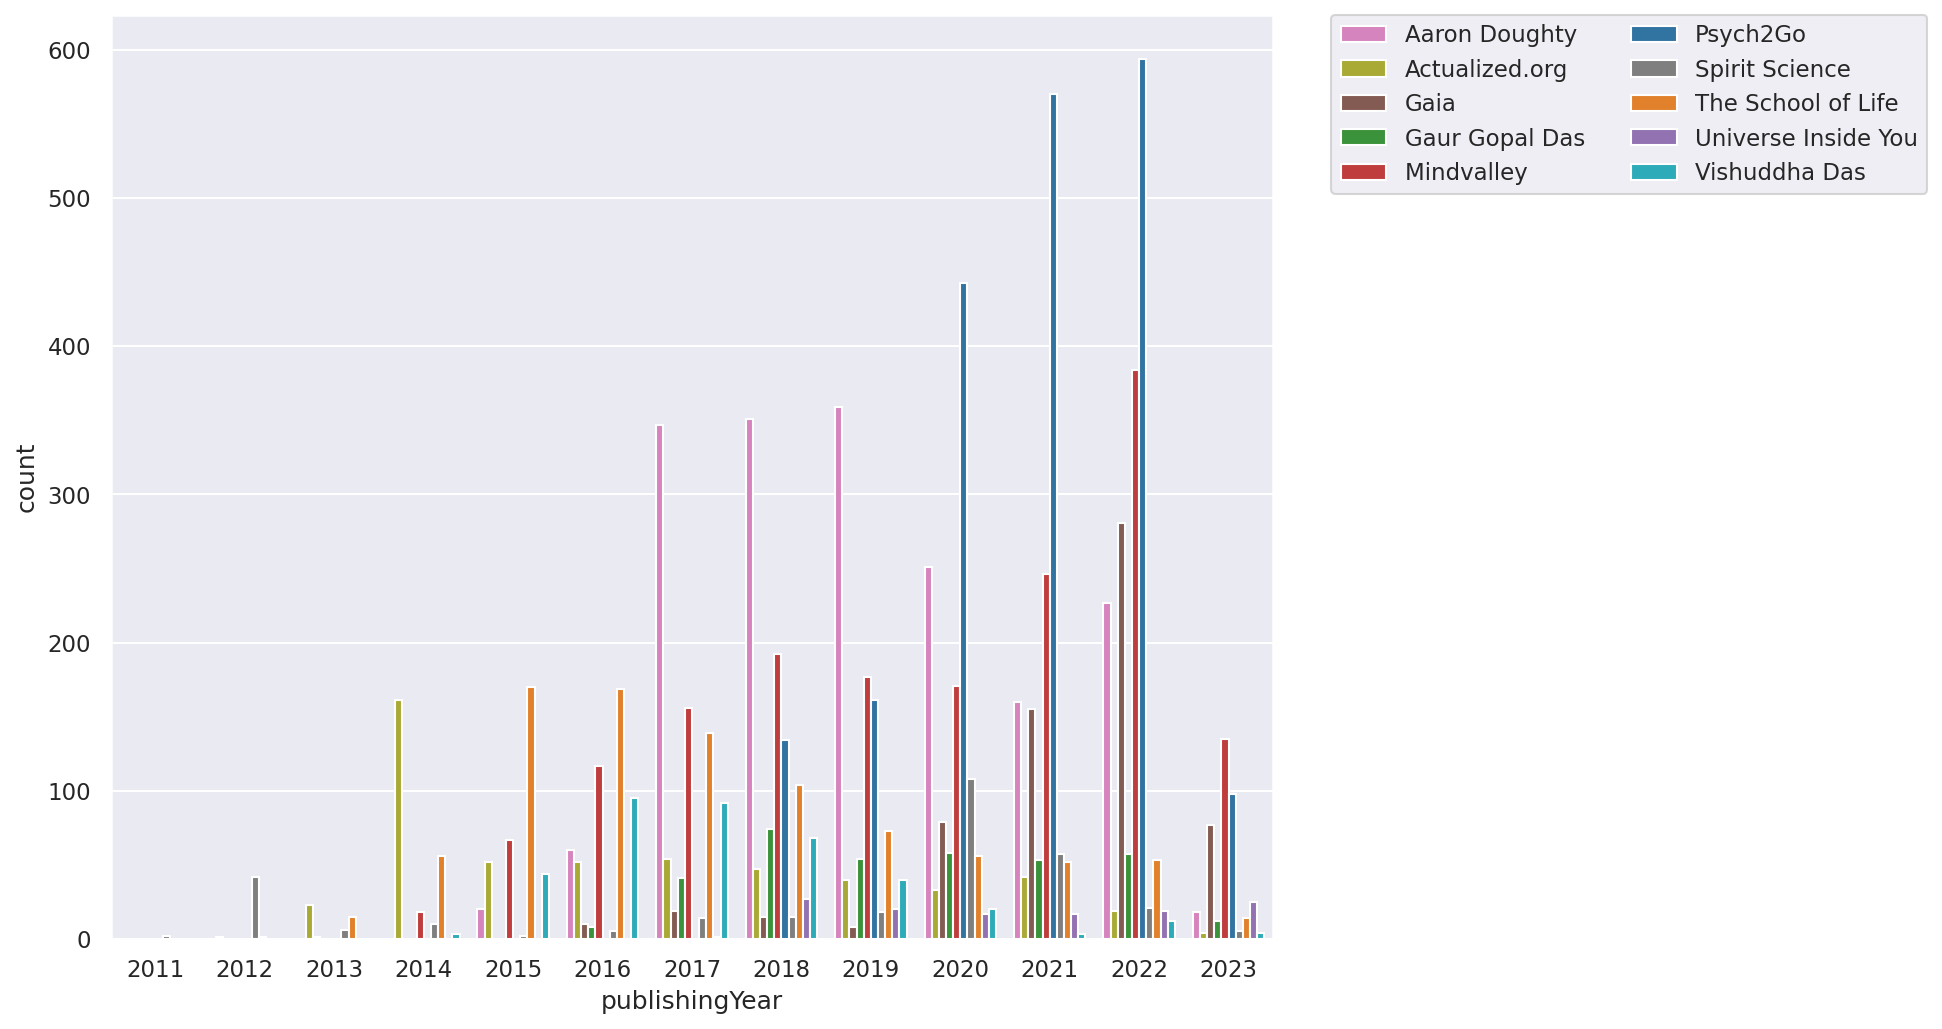 600
500
400
300
200
100
0
count
2011 2012 2013 2014 2015 2016 2017 2018 2019 2020 2021 2022 2023
publishingYear
Aaron Doughty
Actualized.org
Gaia
Gaur Gopal Das
Mindvalley
Psych2Go
Spirit Science
The School of Life
Universe Inside You
Vishuddha Das